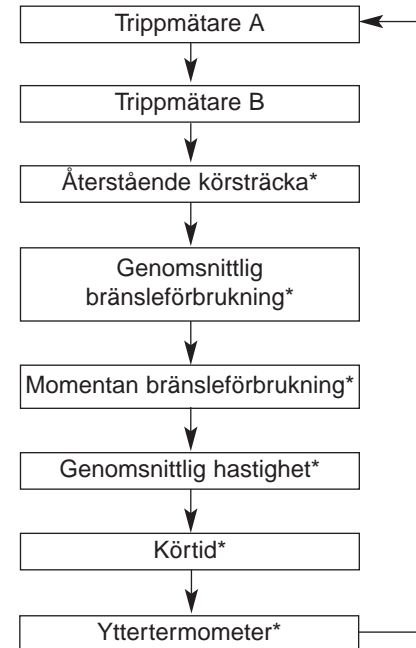 Trippmätare A
Trippmätare B
Återstående körsträcka*
Genomsnittlig
bränsleförbrukning*
Momentan bränsleförbrukning*
Genomsnittlig hastighet*
Körtid*
Yttertermometer*